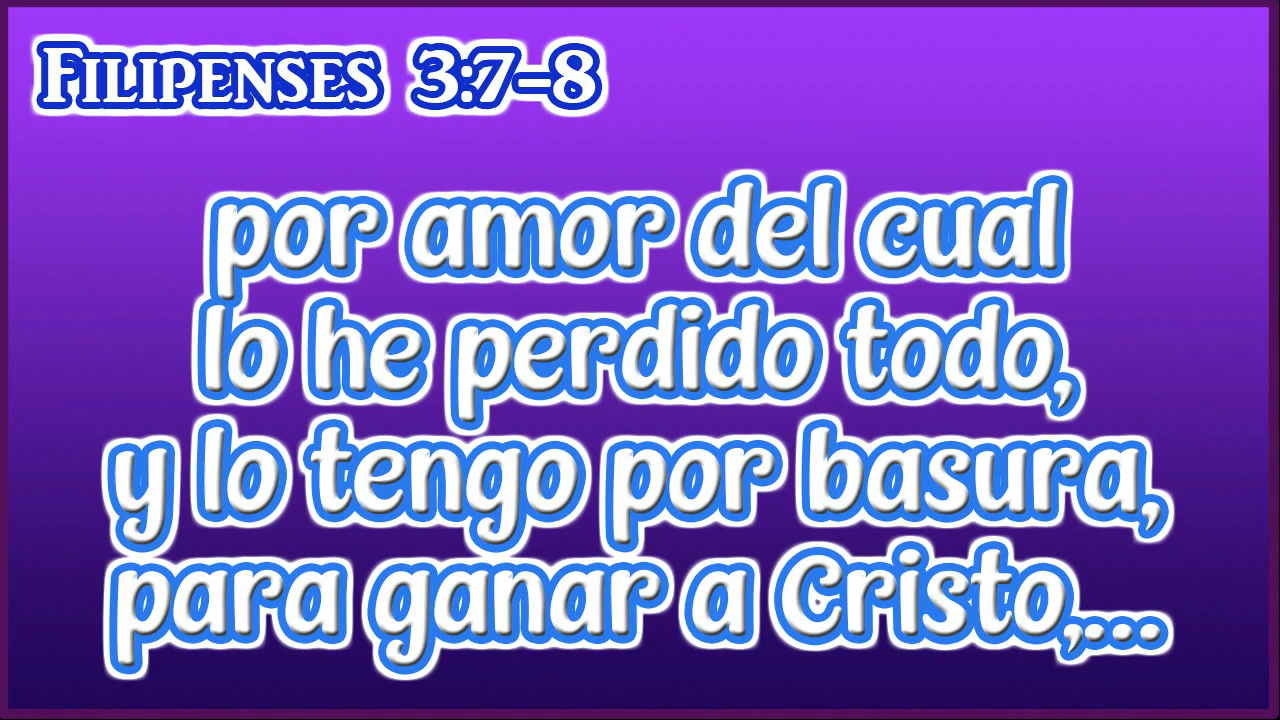 Filipenses 3:7-8
por amor del cual
lo he perdido todo,
y lo tengo por basura,
para ganar a Cristo,...